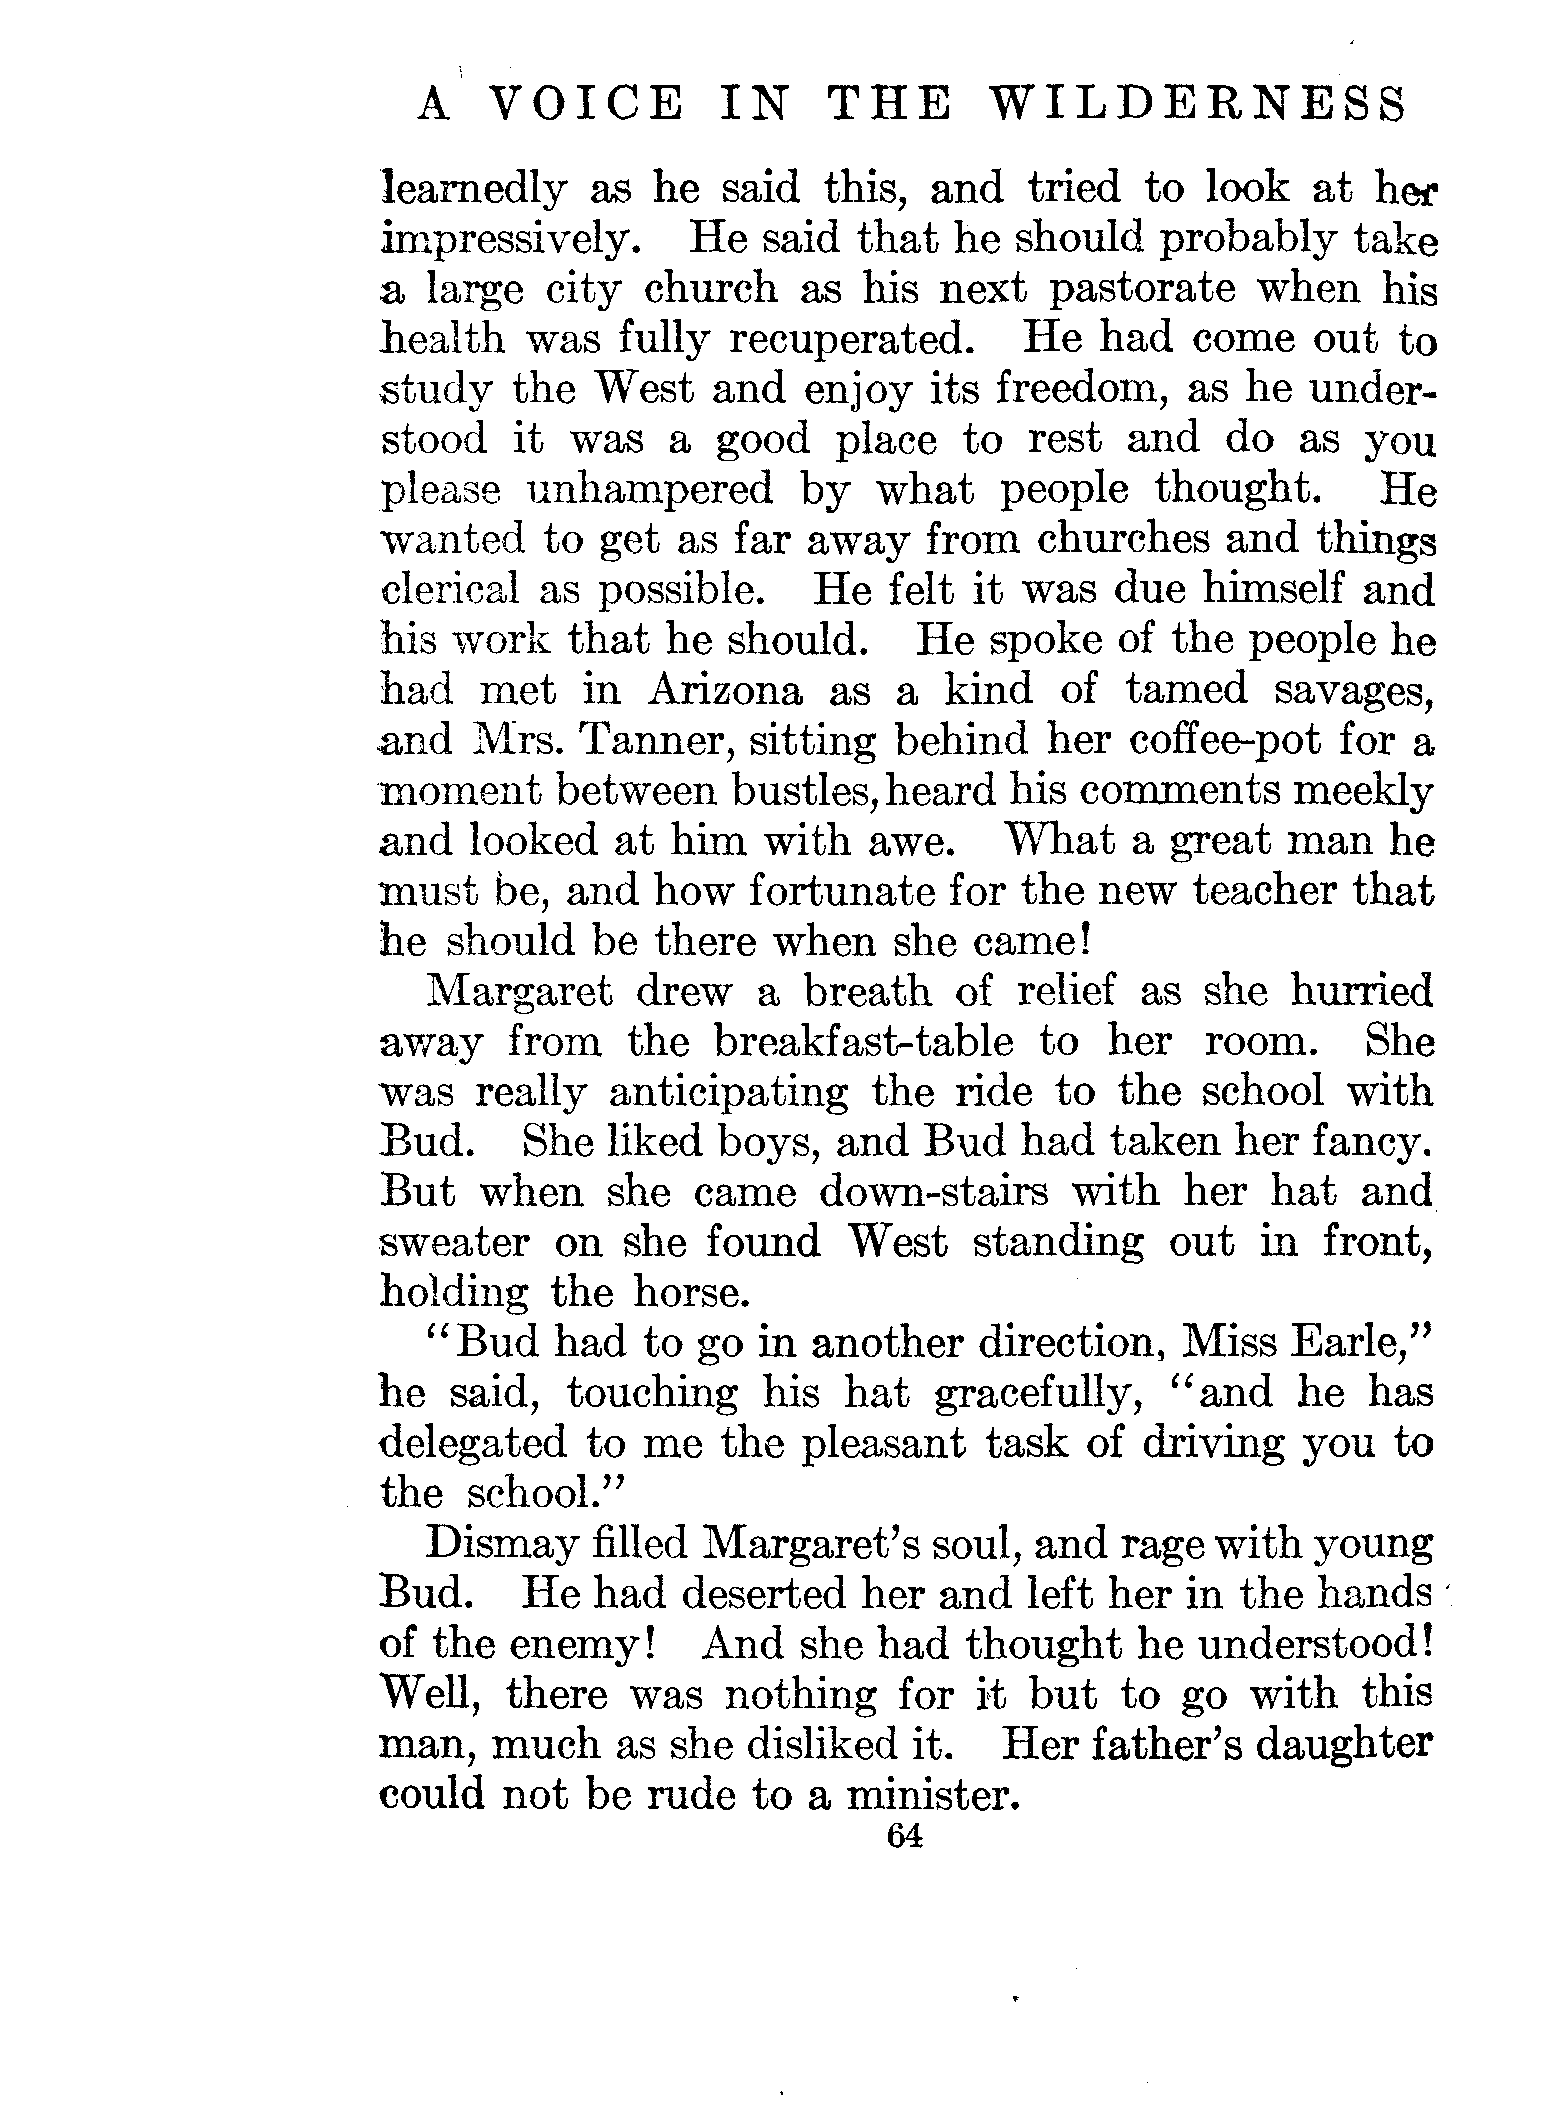 A VOICE IN THE WILDERNESS
learnedly as he said this, and tried to look at her
impressively. He said that he should probably take
a large city church as his next pastorate when his
health was fully recuperated. He had come out to
study the West and enjoy its freedom, as he under-
stood it was a good place to rest and do as you
please unhampered by what people thought. He
wanted to get as far away from churches and things
clerical as possible. He felt it was due himself and
his work that he should. He spoke of the people he
had met in Arizona as a kind of tamed savages,
and Mrs. Tanner, sitting behind her coffee-pot for a
moment between bustles, heard his comments meekly
and looked at him with awe. What a great man he
must be, and how fortunate for the new teacher that
he should be there when she came!
Margaret drew a breath of relief as she hurried
away from the breakfast-table to her room. She
was really anticipating the ride to the school with
Bud. She liked boys, and Bud had taken her fancy.
But when she came down-stairs with her hat and
sweater on she found West standing out in front,
holding the horse.
"Bud had to go in another direction, Miss Earle,"
he said, touching his hat gracefully, "and he has
delegated to me the pleasant task of driving you to
the school."
Dismay filled Margaret's soul, and rage with young
Bud. He had deserted her and left her in the hands
of the enemy! And she had thought he understood!
Well, there was nothing for it but to go with this
man, much as she disliked it. Her father's daughter
could not be rude to a minister.
64